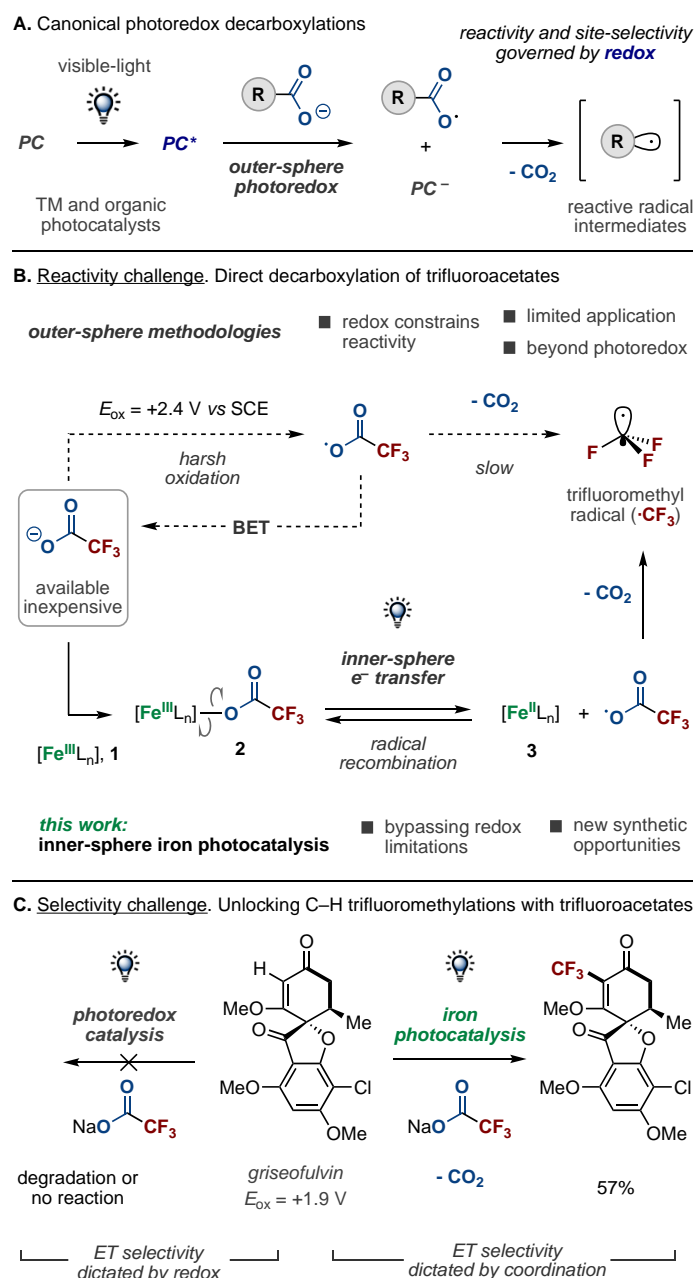 A. Canonical photoredox decarboxylations
reactivity and site-selectivity
governed by redox
visible-light
PC
PC*
R
O
O
⊖
outer-sphere
photoredox
R
O
O·
+
PC⁻
- CO2
R
·
TM and organic
photocatalysts
reactive radical
intermediates
B. Reactivity challenge. Direct decarboxylation of trifluoroacetates
outer-sphere methodologies
■ redox constrains
reactivity
■ limited application
■ beyond photoredox
Eox = +2.4 V vs SCE
harsh
oxidation
O
·O
CF3
- CO2
slow
F
F
F
trifluoromethyl
radical (·CF3)
BET
O
⊖
O
CF3
available
inexpensive
- CO2
inner-sphere
e⁻ transfer
radical
recombination
[FeIIILn], 1
[FeIIILn]
O
O
CF3
2
[FeIILn]
3
+
O
·O
CF3
this work:
inner-sphere iron photocatalysis
■ bypassing redox
limitations
■ new synthetic
opportunities
C. Selectivity challenge. Unlocking C–H trifluoromethylations with trifluoroacetates
photoredox
catalysis
O
NaO
CF3
degradation or
no reaction
O
H
MeO
Me
O
O
MeO
Cl
OMe
griseofulvin
Eox = +1.9 V
iron
photocatalysis
O
NaO
CF3
- CO2
O
CF3
MeO
Me
O
O
MeO
Cl
OMe
57%
ET selectivity
dictated by redox
ET selectivity
dictated by coordination